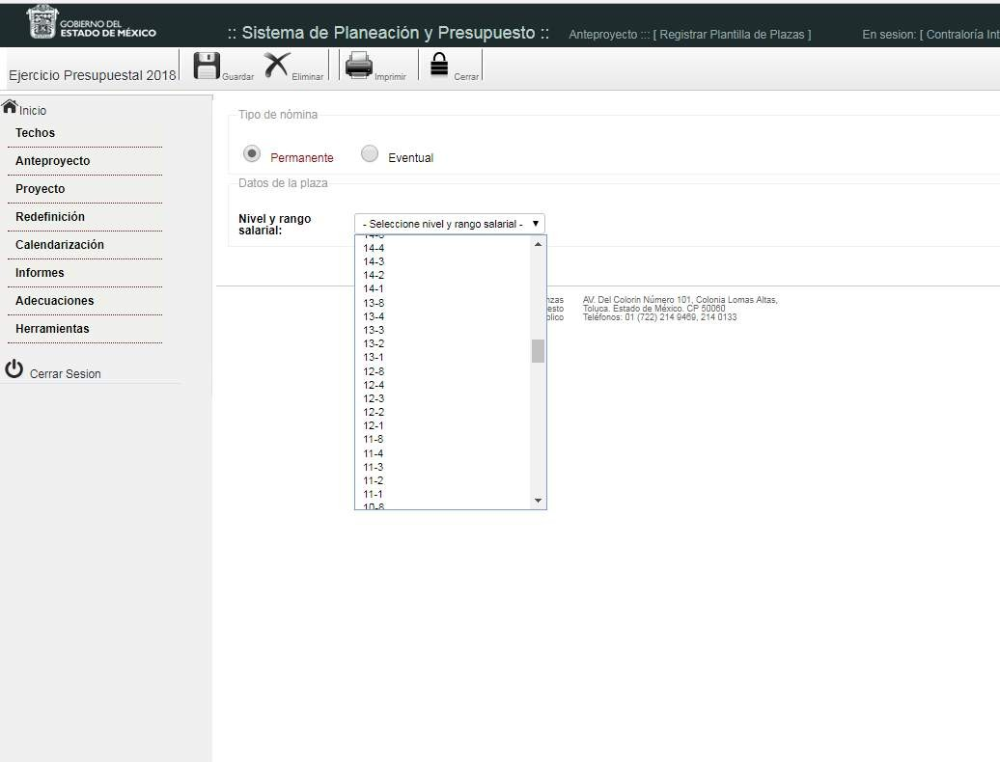 GOBIERNO DEL
ESTADO DE MÉXICO
:: Sistema de Planeación y Presupuesto :: Anteproyecto ::: [ Registrar Plantilla de Plazas ] En sesion: [ Contraloría Int
Ejercicio Presupuestal 2018 Guardar Eliminar Imprimir Cerrar
Inicio
Techos
Anteproyecto
Proyecto
Redefinición
Calendarización
Informes
Adecuaciones
Herramientas
Cerrar Sesion
Tipo de nómina
Permanente Eventual
Datos de la plaza
Nivel y rango
salarial:
- Seleccione nivel y rango salarial -
14-4
14-3
14-2
14-1
13-8
13-4
13-3
13-2
13-1
12-8
12-4
12-3
12-2
12-1
11-8
11-4
11-3
11-2
11-1
10-8
nzas AV. Del Colorin Número 101, Colonia Lomas Altas,
esto Toluca. Estado de México. CP 50060
blico Teléfonos: 01 (722) 214 9469, 214 0133